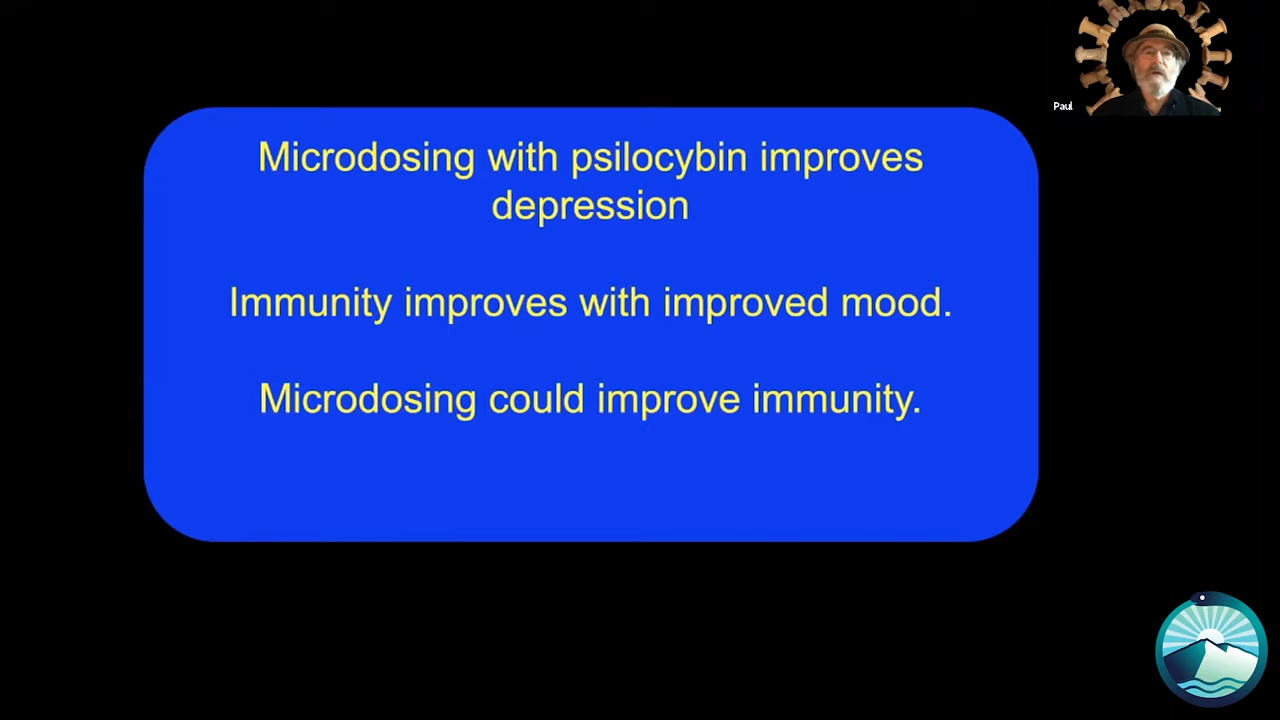 Paul
Microdosing with psilocybin improves
depression
Immunity improves with improved mood.
Microdosing could improve immunity.